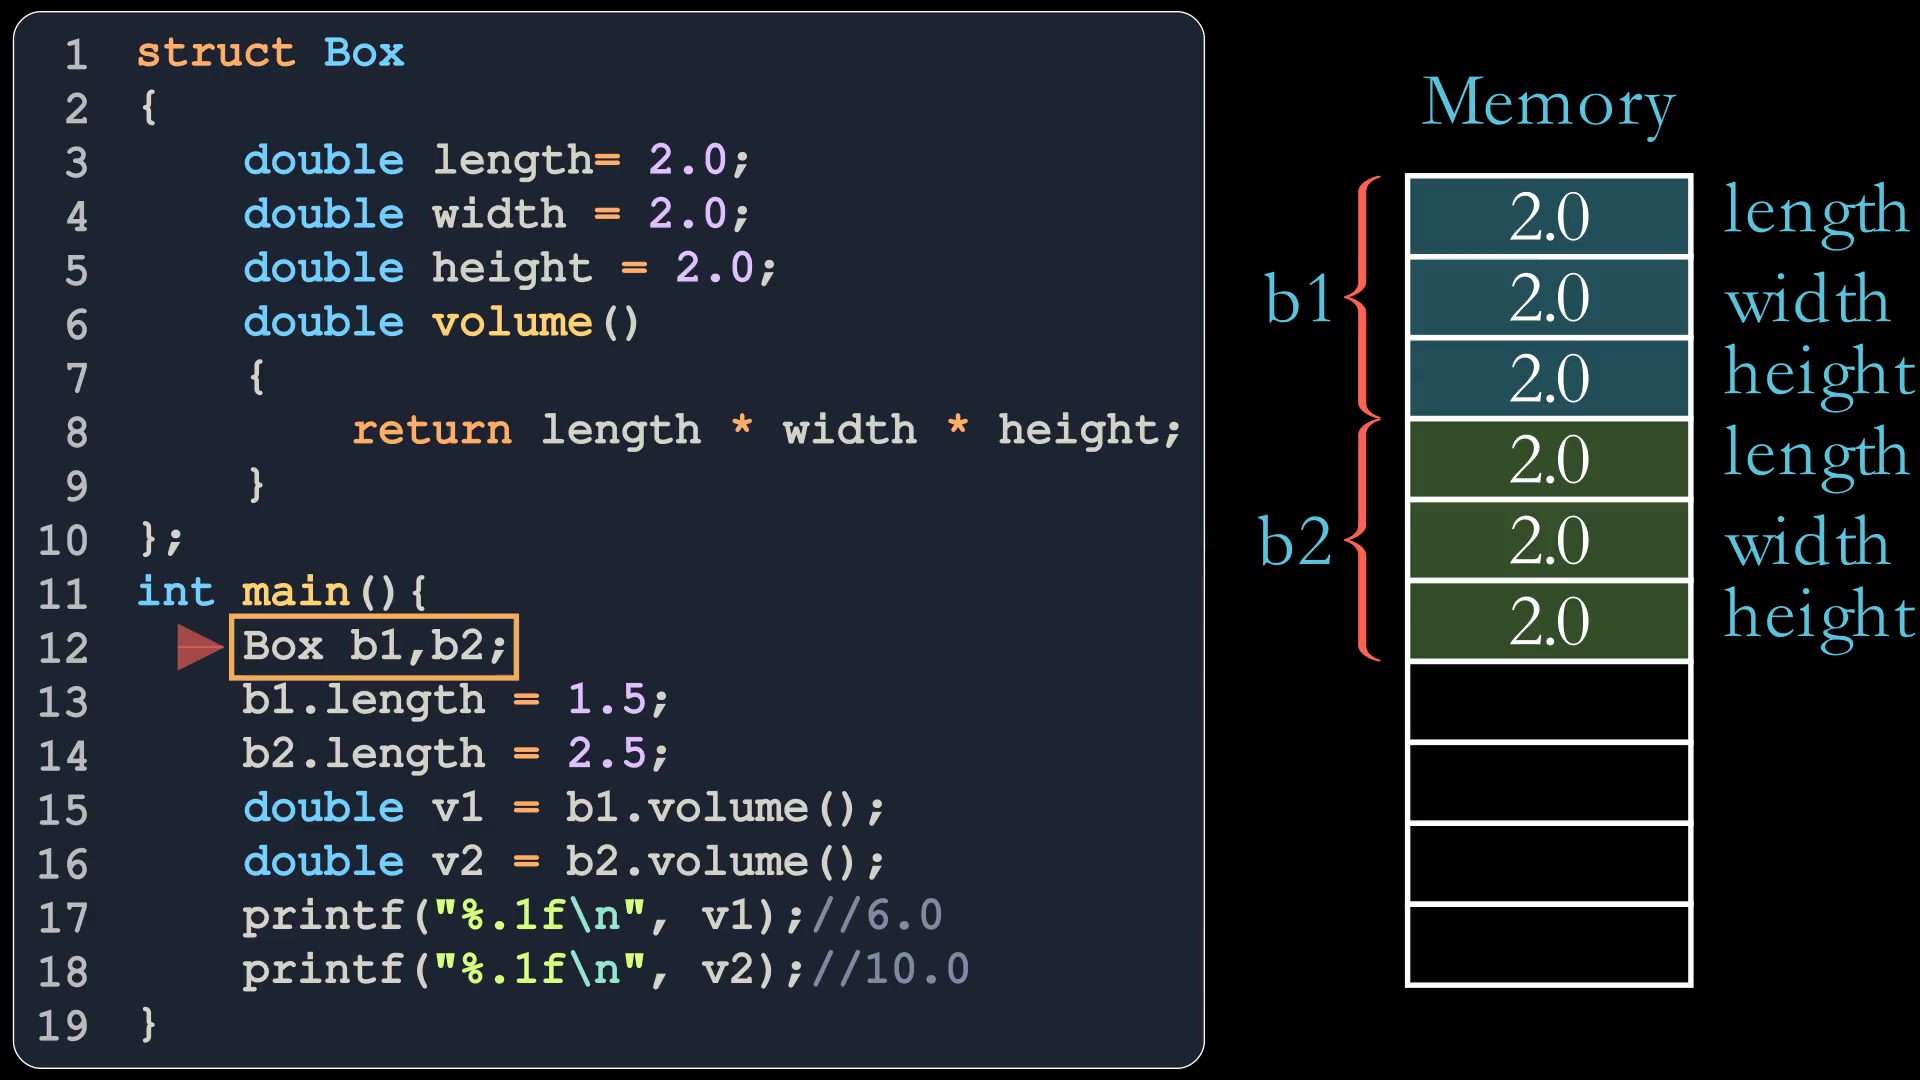 1 struct Box
2 {
3 double length= 2.0;
4 double width = 2.0;
5 double height = 2.0;
6 double volume()
7 {
8 return length * width * height;
9 }
10 };
11 int main(){
12 Box b1,b2;
13 b1.length = 1.5;
14 b2.length = 2.5;
15 double v1 = b1.volume();
16 double v2 = b2.volume();
17 printf("%.1f\n", v1);//6.0
18 printf("%.1f\n", v2);//10.0
19 }
Memory
2.0 length
b1 2.0 width
2.0 height
2.0 length
b2 2.0 width
2.0 height